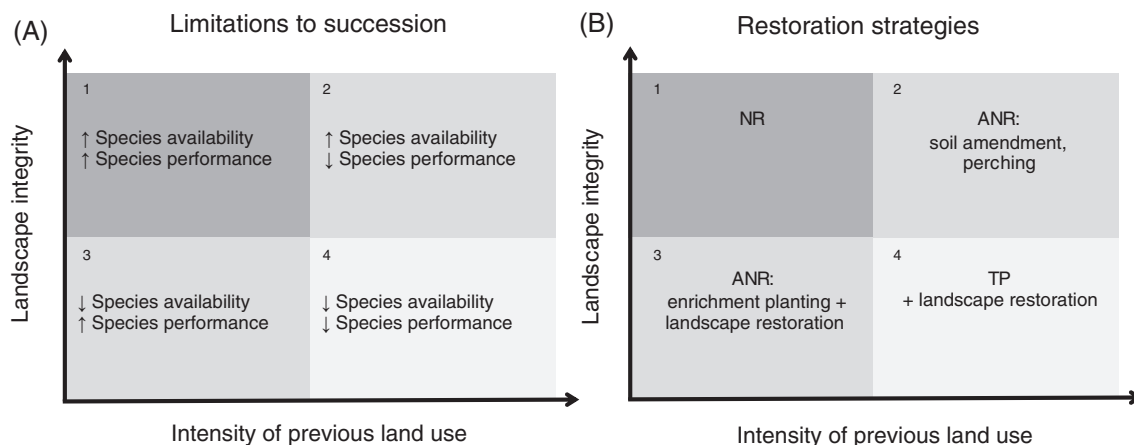 (A)
Limitations to succession
Landscape integrity
1
↑ Species availability
↑ Species performance
2
↑ Species availability
↓ Species performance
3
↓ Species availability
↑ Species performance
4
↓ Species availability
↓ Species performance
Intensity of previous land use
(B)
Restoration strategies
Landscape integrity
1
NR
2
ANR:
soil amendment,
perching
3
ANR:
enrichment planting +
landscape restoration
4
TP
+ landscape restoration
Intensity of previous land use